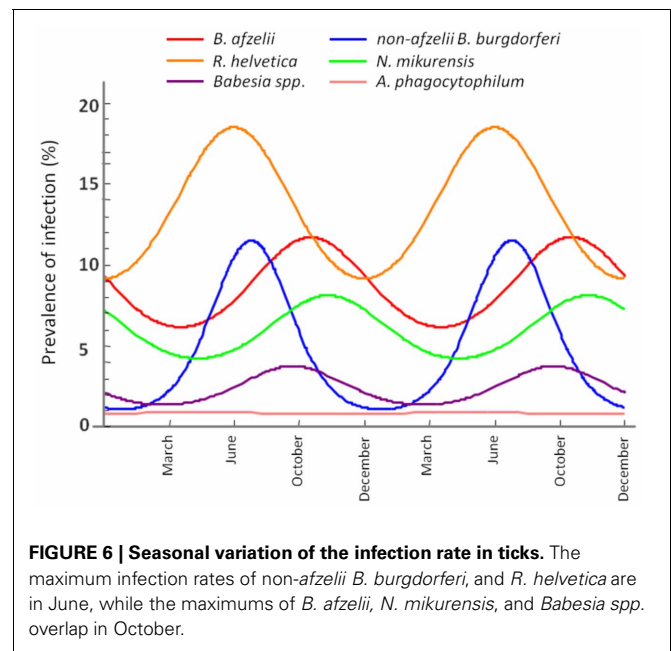 B. afzelii
non-afzelii B. burgdorferi
R. helvetica
N. mikurensis
Babesia spp.
A. phagocytophilum
Prevalence of infection (%)
20
15
10
5
0
March
June
October
December
March
June
October
December
FIGURE 6 | Seasonal variation of the infection rate in ticks. The
maximum infection rates of non-afzelii B. burgdorferi, and R. helvetica are
in June, while the maximums of B. afzelii, N. mikurensis, and Babesia spp.
overlap in October.